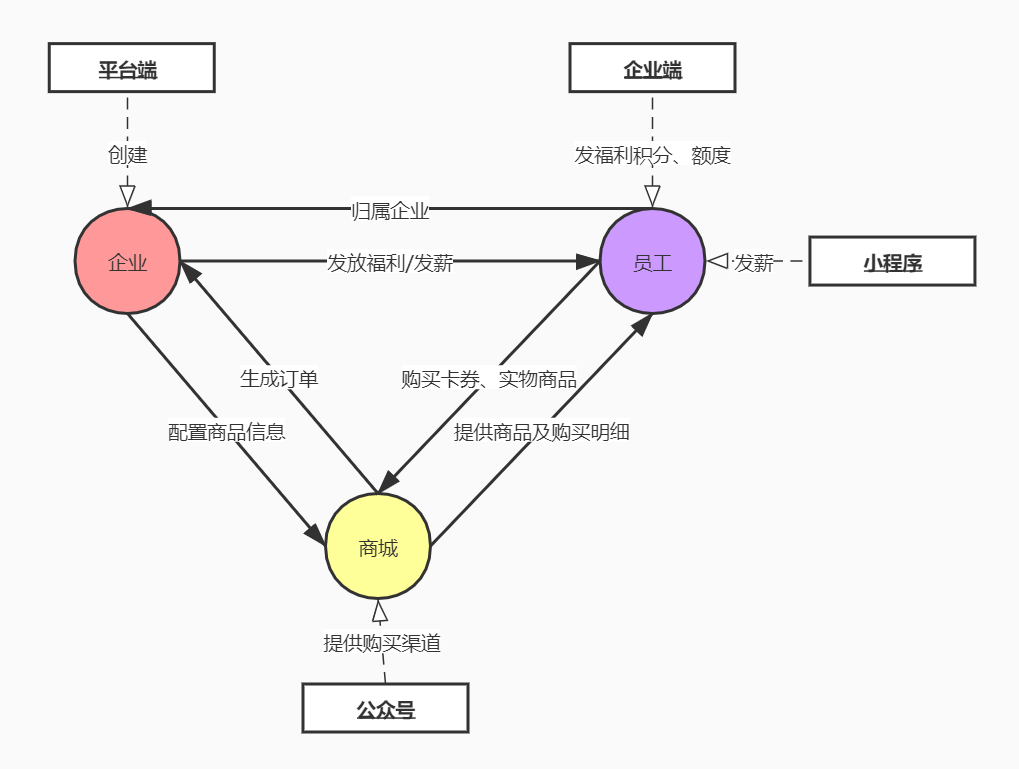 平台端
企业端
创建
发福利积分、额度
归属企业
企业
发放福利/发薪
员工
发薪
小程序
生成订单
购买卡券、实物商品
配置商品信息
提供商品及购买明细
商城
提供购买渠道
公众号